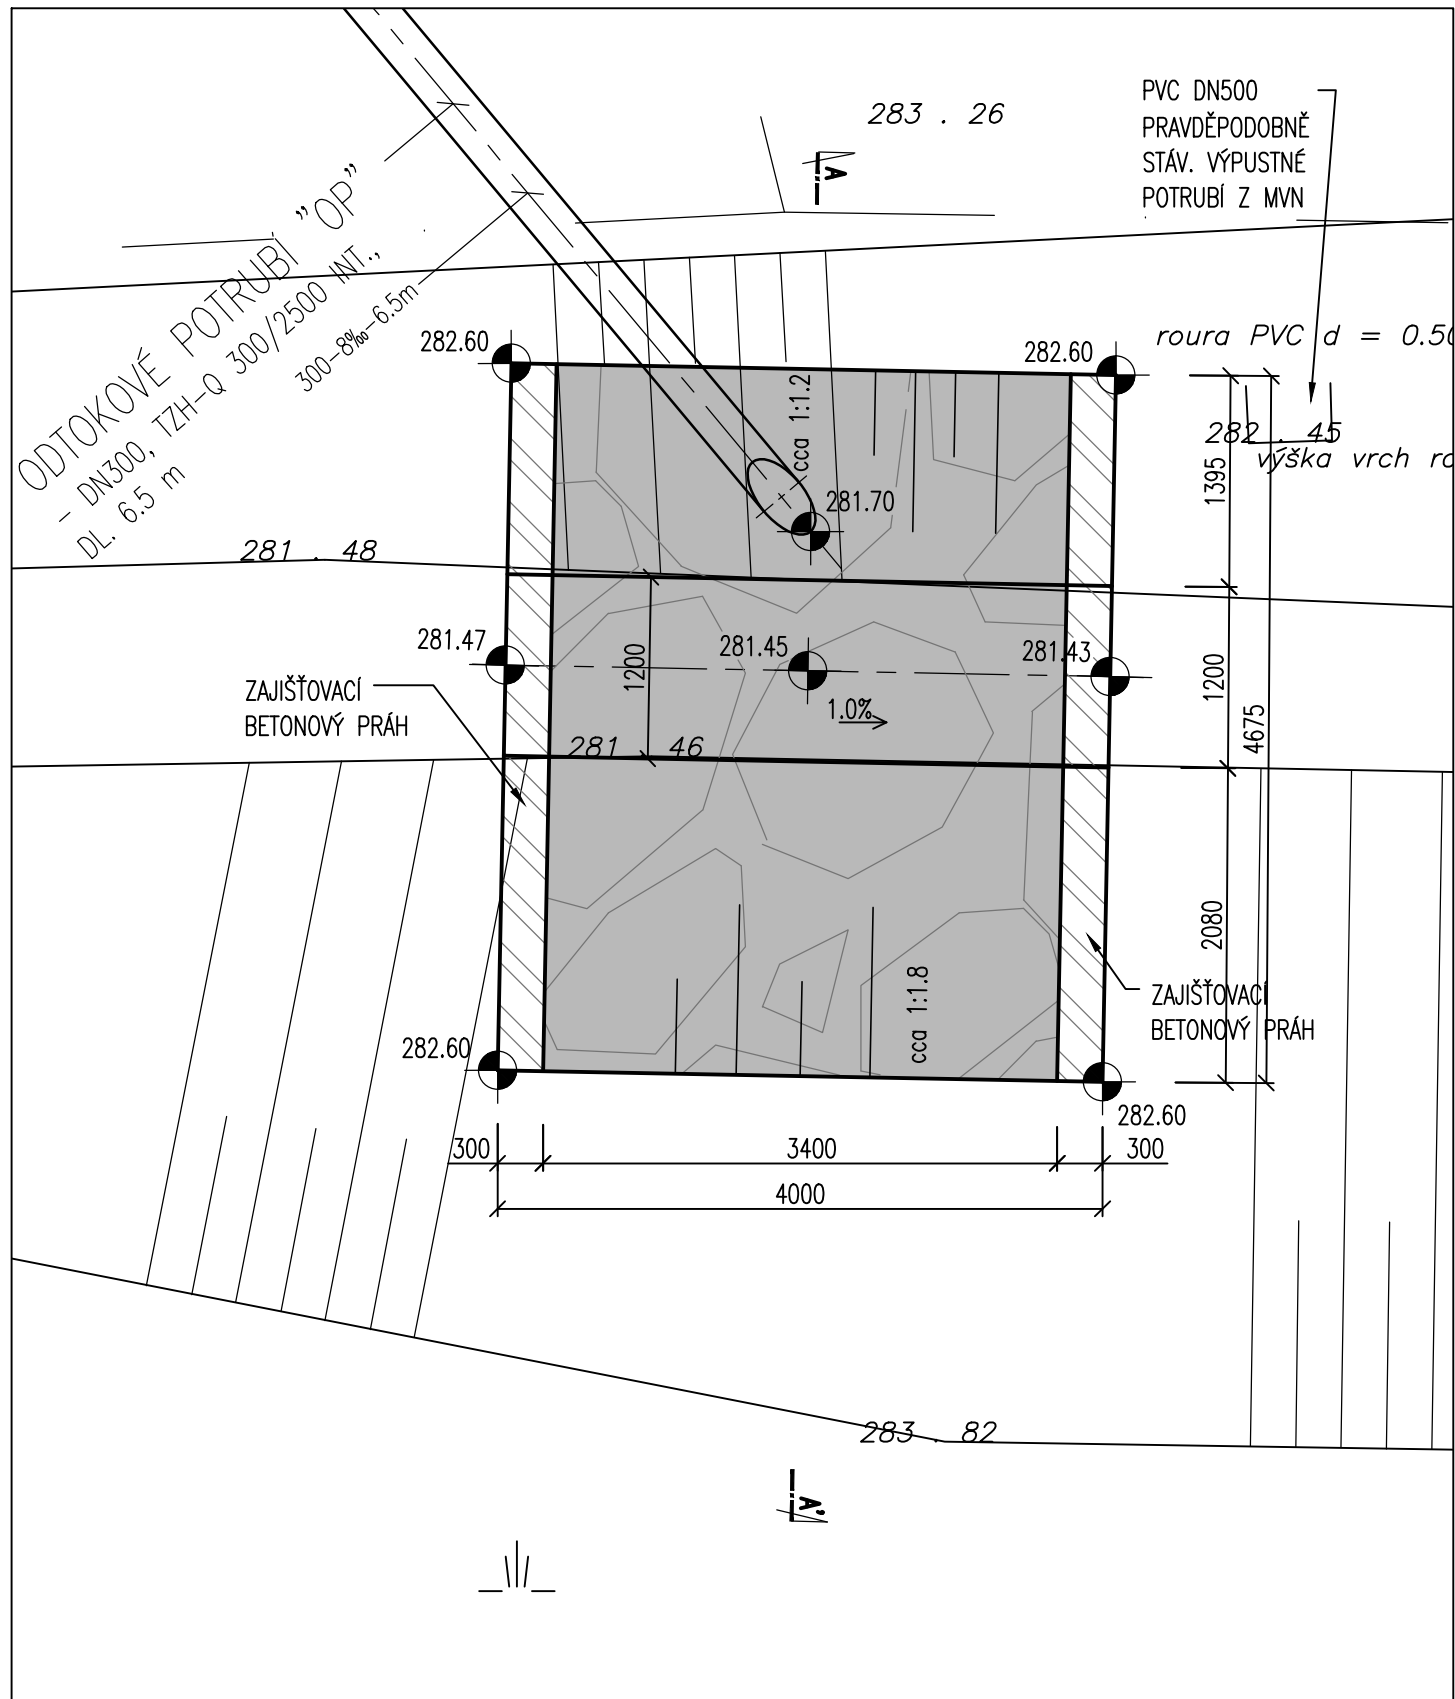 283 . 26
PVC DN500
PRAVDĚPODOBNĚ
STÁV. VÝPUSTNÉ
POTRUBÍ Z MVN
A
ODTOKOVÉ POTRUBÍ "OP"
- DN300, TZH-Q 300/2500 INT.,
DL. 6.5 m
300-8‰-6.5m
282.60
282.60
roura PVC d = 0.50
282 . 45
výška vrch ro
cca 1:1.2
281.70
1395
281 . 48
281.47
281.45
281.43
1200
1200
4675
1.0%
ZAJIŠŤOVACÍ
BETONOVÝ PRÁH
281 . 46
2080
cca 1:1.8
ZAJIŠŤOVACÍ
BETONOVÝ PRÁH
282.60
282.60
300
3400
300
4000
283 . 82
A'